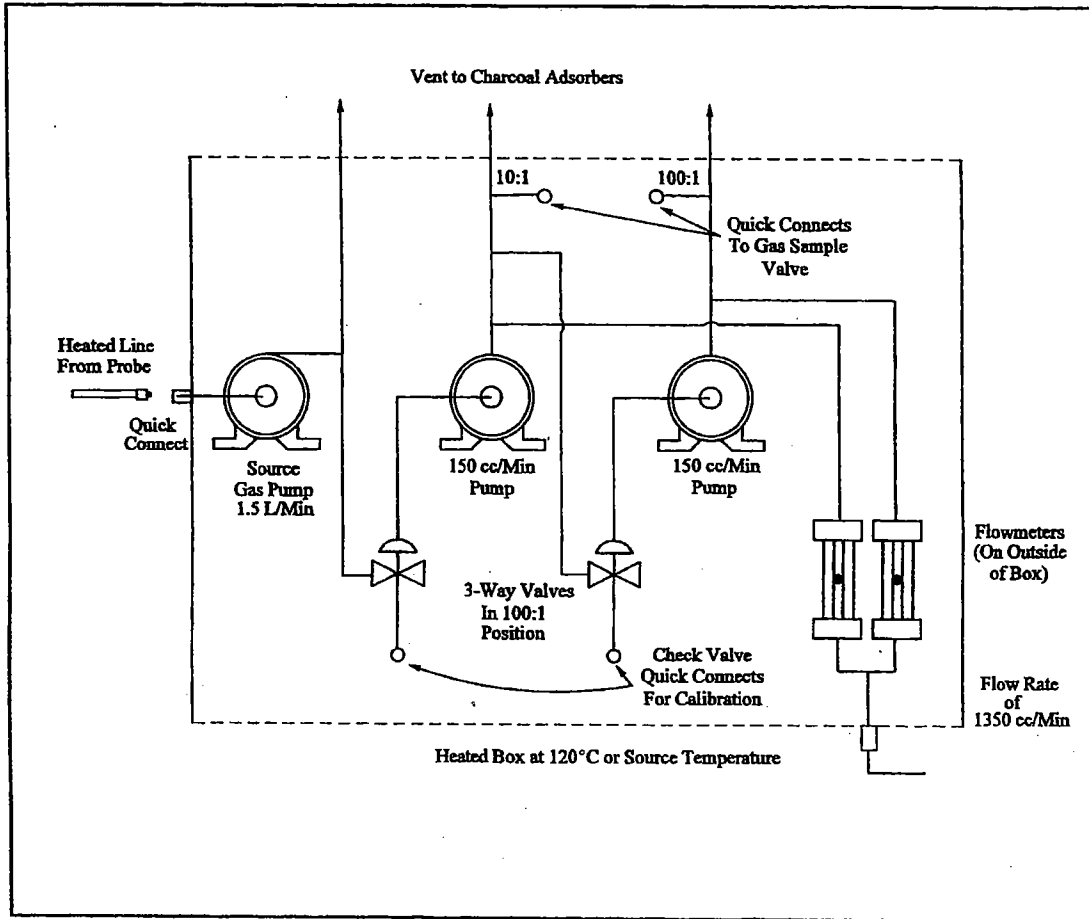 Vent to Charcoal Adsorbers
10:1
100:1
Quick Connects
To Gas Sample
Valve
Heated Line
From Probe
Quick
Connect
Source
Gas Pump
1.5 L/Min
150 cc/Min
Pump
150 cc/Min
Pump
3-Way Valves
In 100:1
Position
Check Valve
Quick Connects
For Calibration
Flowmeters
(On Outside
of Box)
Flow Rate
of
1350 cc/Min
Heated Box at 120°C or Source Temperature